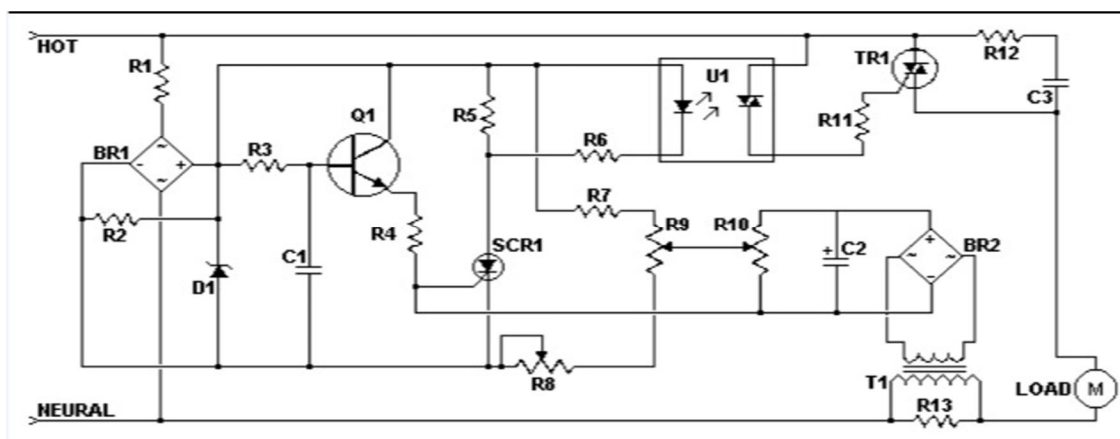 HOT
R1
BR1
R2
R3
D1
C1
Q1
R4
R5
SCR1
R6
U1
R7
R8
R9
R10
C2
BR2
R11
TR1
R12
C3
T1
R13
LOAD
M
NEURAL